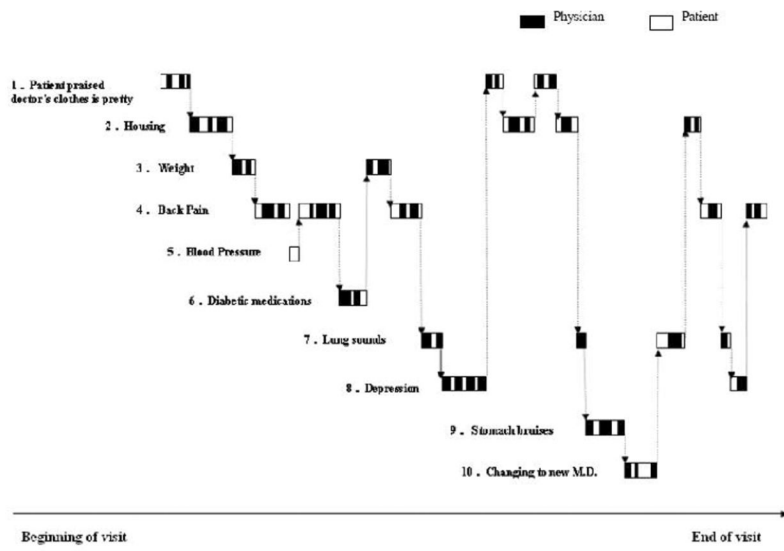 Physician Patient
1 . Patient praised
doctor's clothes is pretty
2 . Housing
3 . Weight
4 . Back Pain
5 . Blood Pressure
6 . Diabetic medications
7 . Lung sounds
8 . Depression
9 . Stomach bruises
10 . Changing to new M.D.
Beginning of visit End of visit